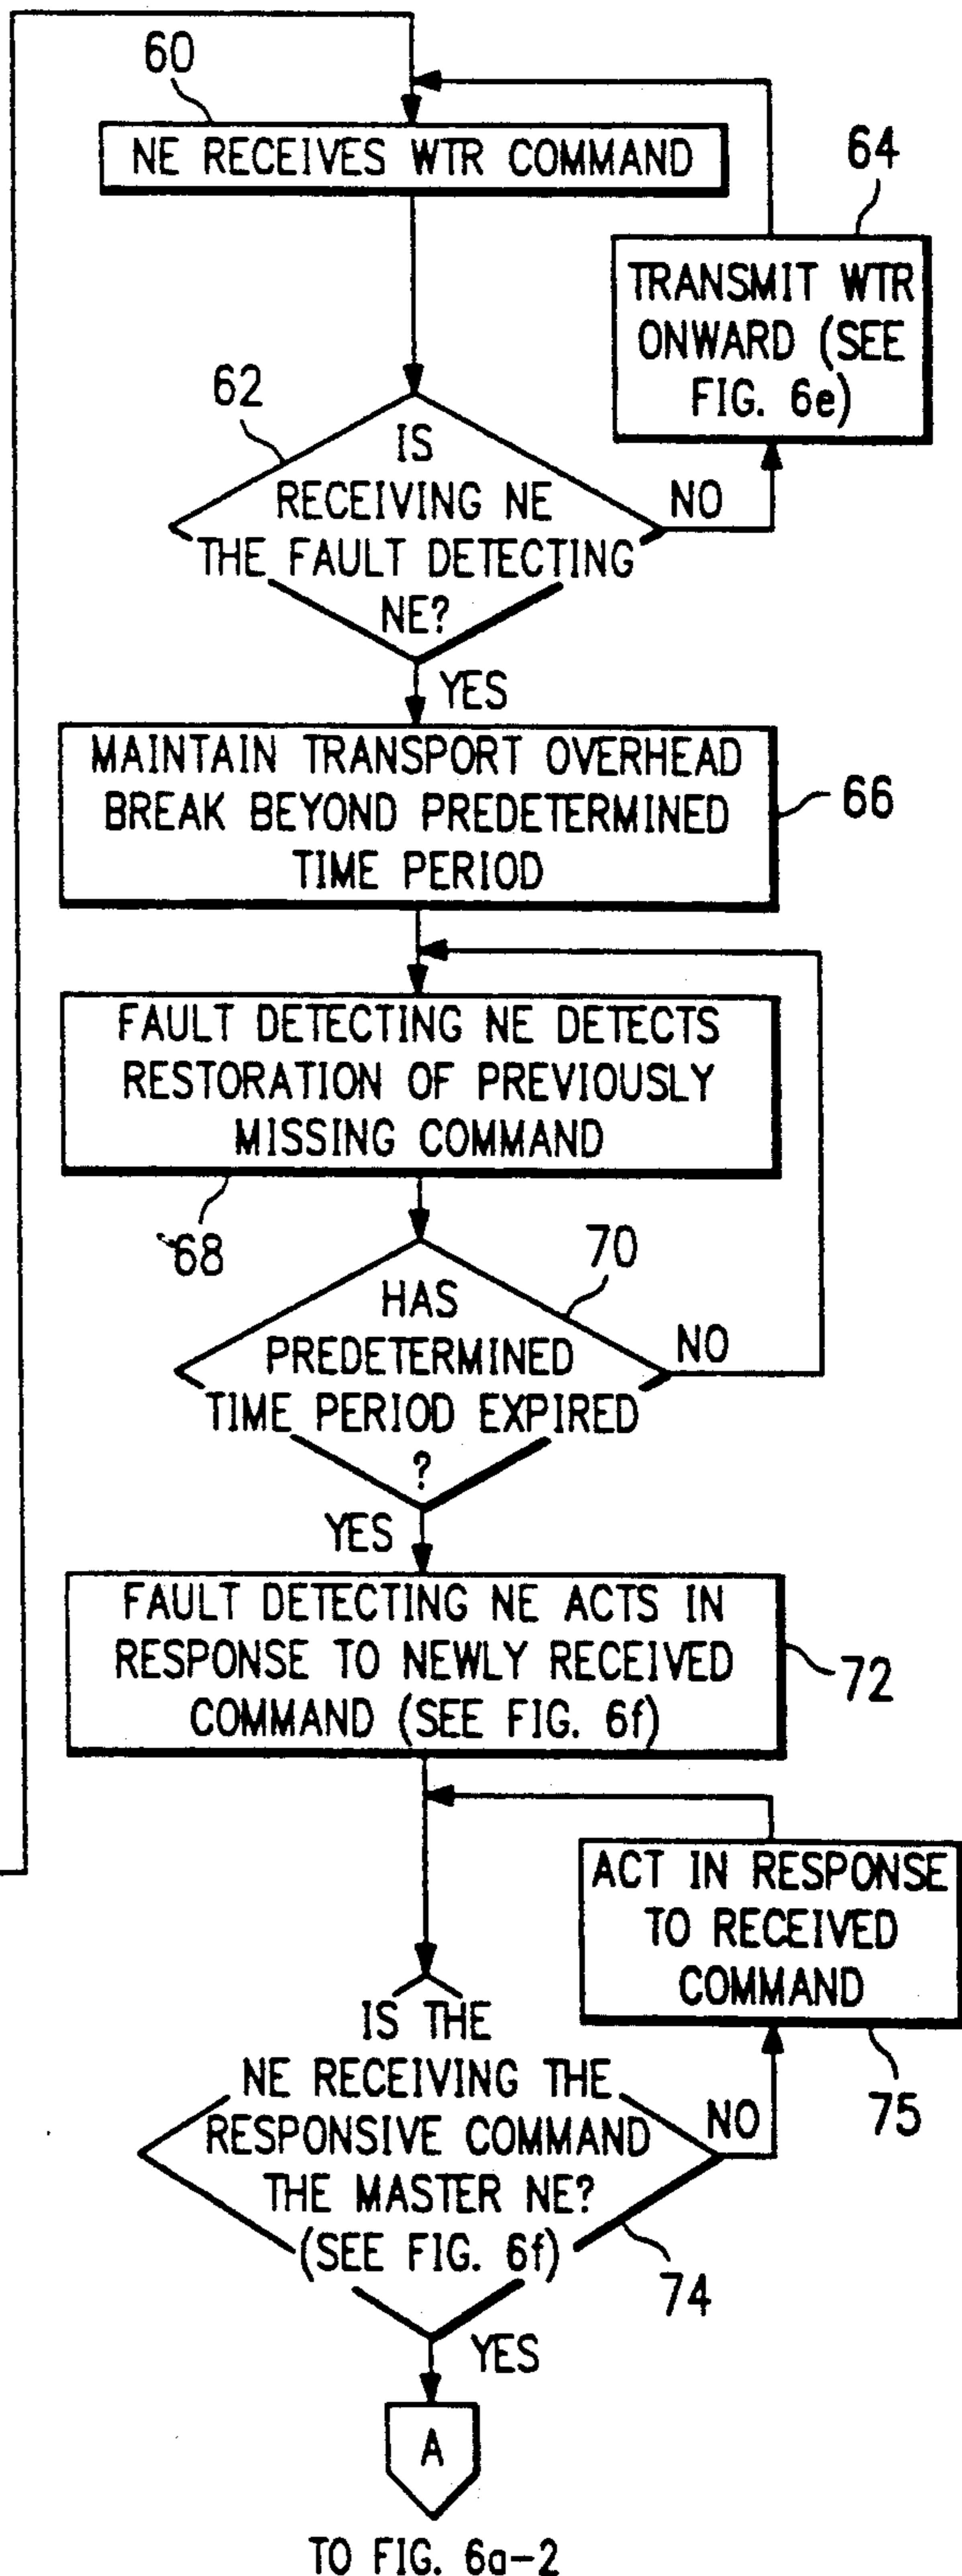 60
NE RECEIVES WTR COMMAND
64
TRANSMIT WTR
ONWARD (SEE
FIG. 6e)
62
IS
RECEIVING NE
THE FAULT DETECTING
NE?
NO
YES
MAINTAIN TRANSPORT OVERHEAD
BREAK BEYOND PREDETERMINED
TIME PERIOD
66
FAULT DETECTING NE DETECTS
RESTORATION OF PREVIOUSLY
MISSING COMMAND
68
70
HAS
PREDETERMINED
TIME PERIOD EXPIRED
?
NO
YES
FAULT DETECTING NE ACTS IN
RESPONSE TO NEWLY RECEIVED
COMMAND (SEE FIG. 6f)
72
ACT IN RESPONSE
TO RECEIVED
COMMAND
75
IS THE
NE RECEIVING THE
RESPONSIVE COMMAND
THE MASTER NE?
(SEE FIG. 6f)
NO
74
YES
A
TO FIG. 6a-2